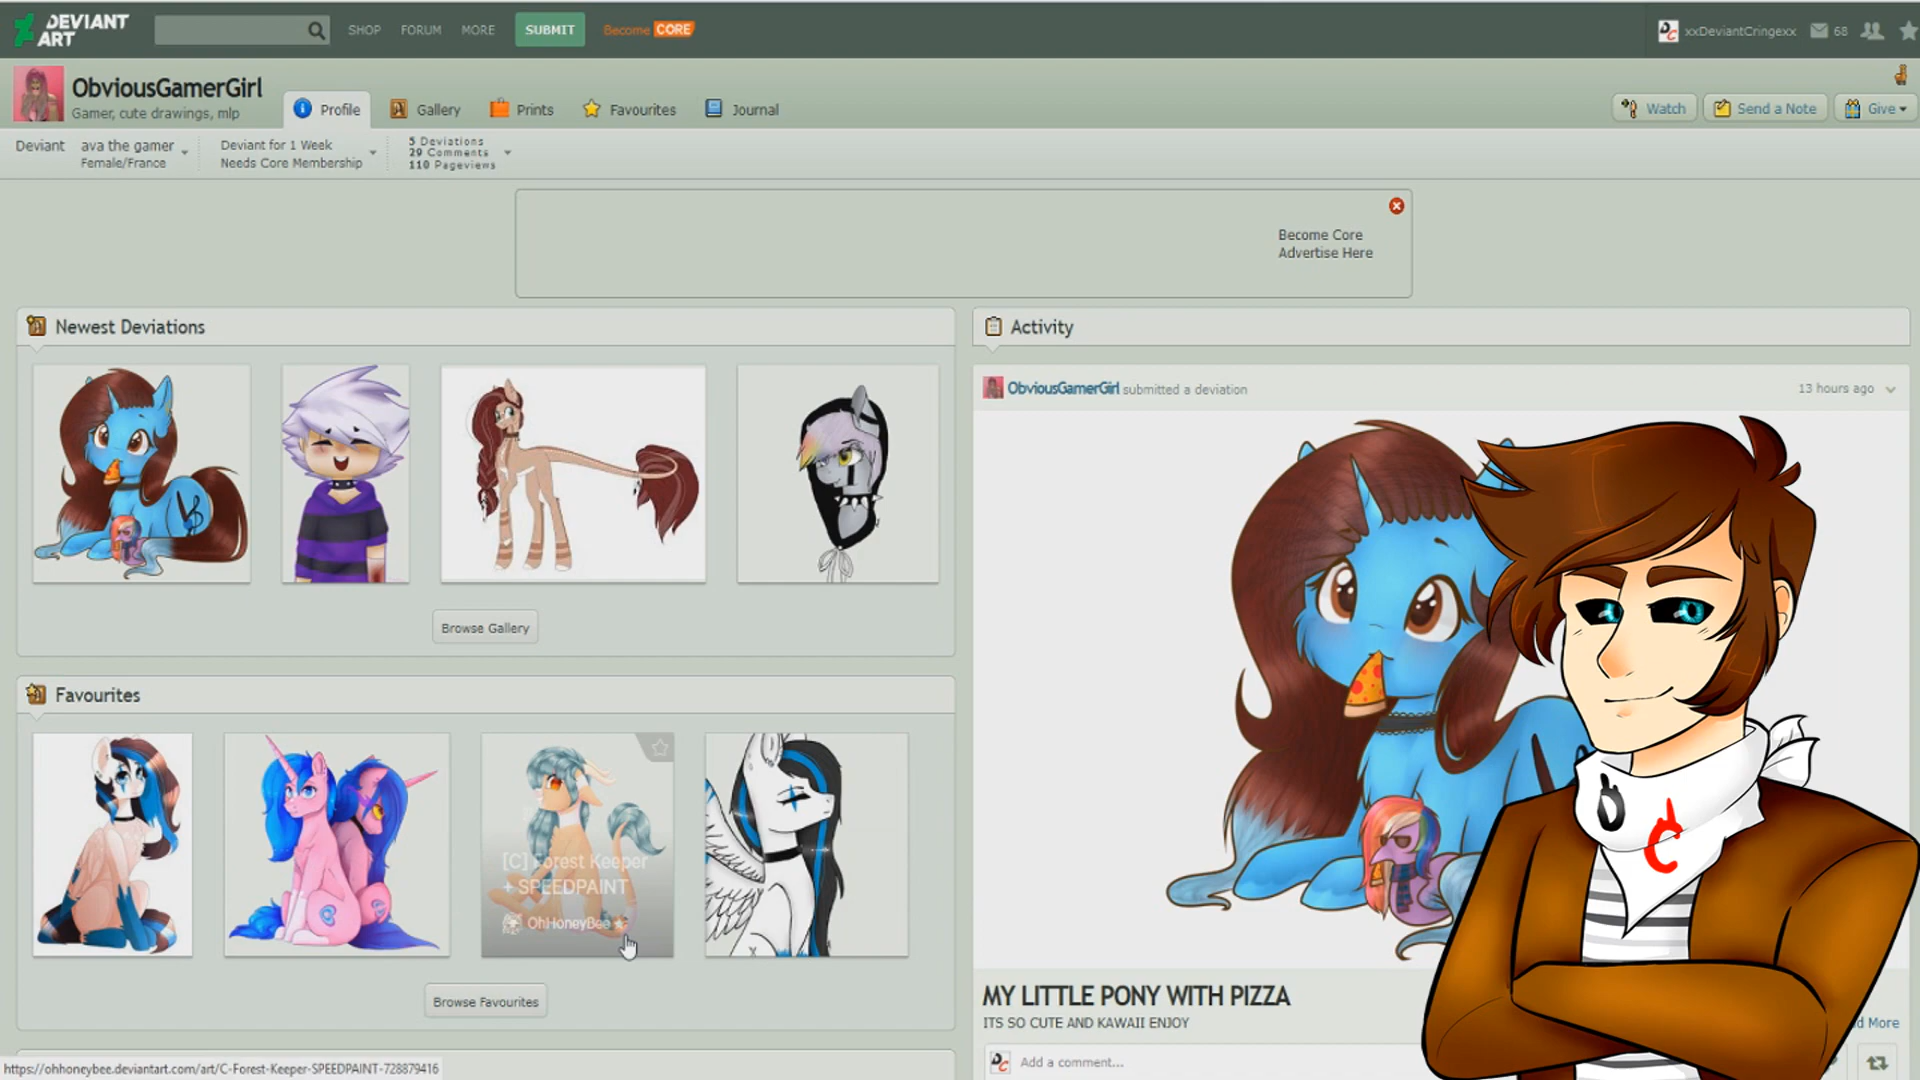 DEVIANT
ART
SHOP
FORUM
MORE
SUBMIT
Become CORE
xxDeviantCringexx
68
ObviousGamerGirl
Gamer, cute drawings, mlp
Profile
Gallery
Prints
Favourites
Journal
Watch
Send a Note
Give
Deviant
ava the gamer
Female/France
Deviant for 1 Week
Needs Core Membership
5 Deviations
29 Comments
110 Pageviews
Become Core
Advertise Here
Newest Deviations
Browse Gallery
Activity
ObviousGamerGirl submitted a deviation
13 hours ago
Favourites
[C] Forest Keeper
+ SPEEDPAINT
OhHoneyBee
Browse Favourites
D C
MY LITTLE PONY WITH PIZZA
ITS SO CUTE AND KAWAII ENJOY
More
Add a comment...
https://ohhoneybee.deviantart.com/art/C-Forest-Keeper-SPEEDPAINT-728879416